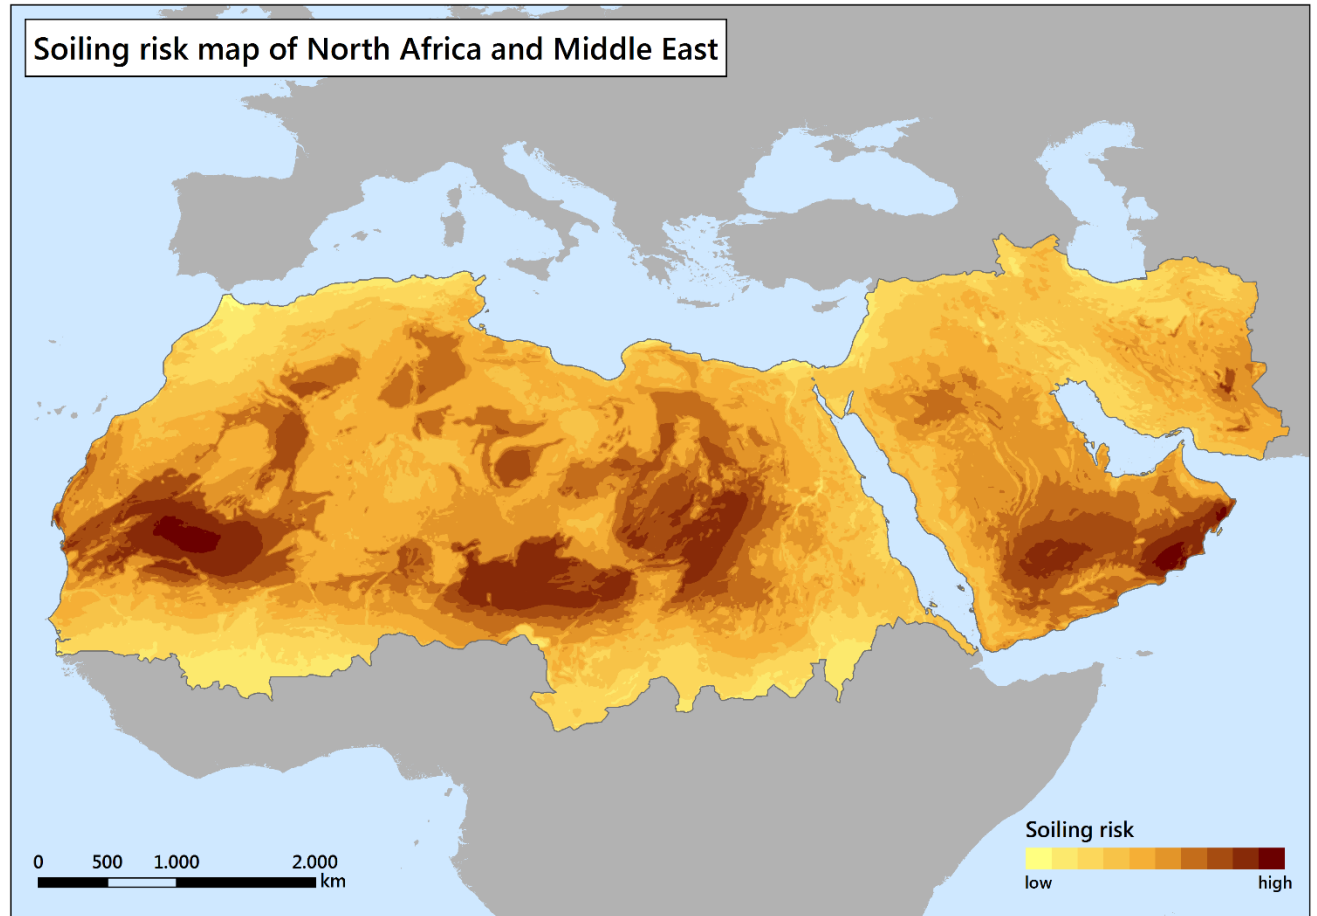 Soiling risk map of North Africa and Middle East
Soiling risk
low high
0 500 1.000 2.000
km